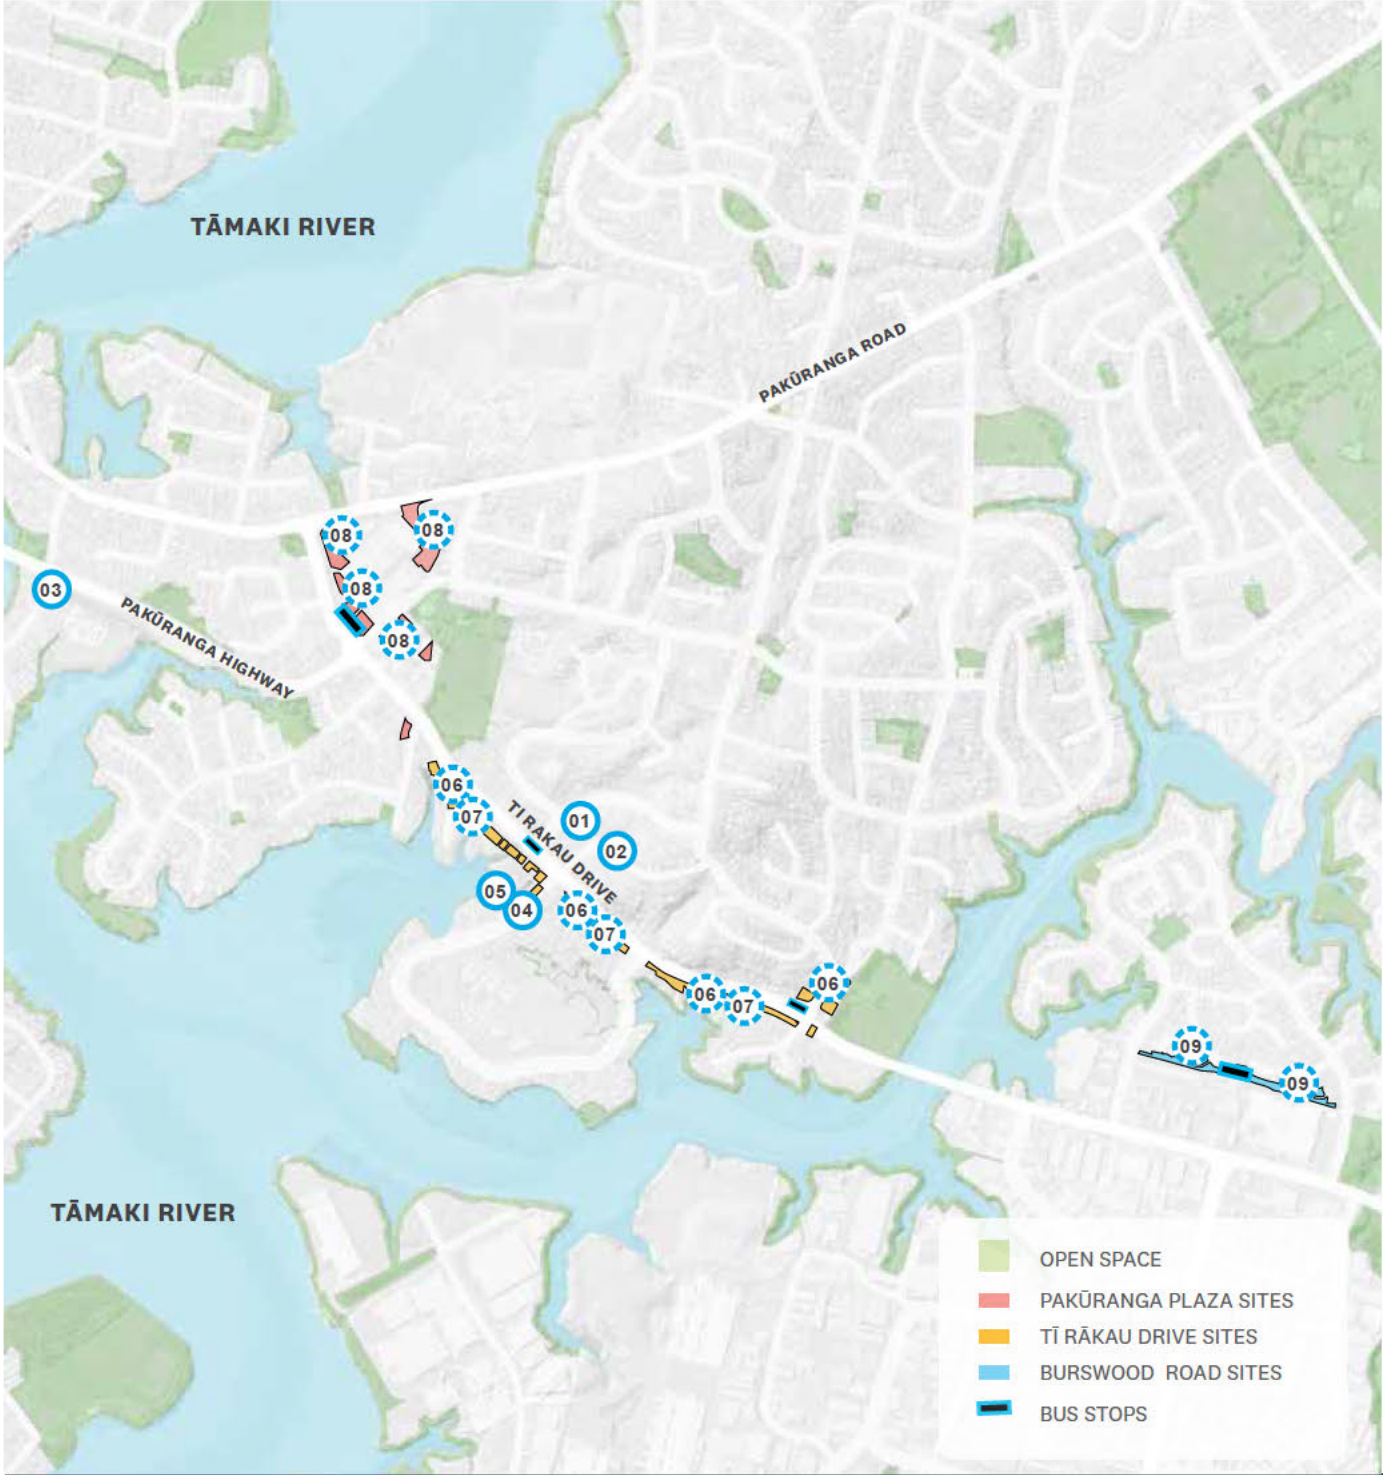 TĀMAKI RIVER
PAKŪRANGA ROAD
08
08
03
08
PAKŪRANGA HIGHWAY
08
06
07
TI RAKAU DRIVE
01
02
05
04
06
07
06
07
06
09
09
TĀMAKI RIVER
OPEN SPACE
PAKŪRANGA PLAZA SITES
TĪ RĀKAU DRIVE SITES
BURSWOOD ROAD SITES
BUS STOPS